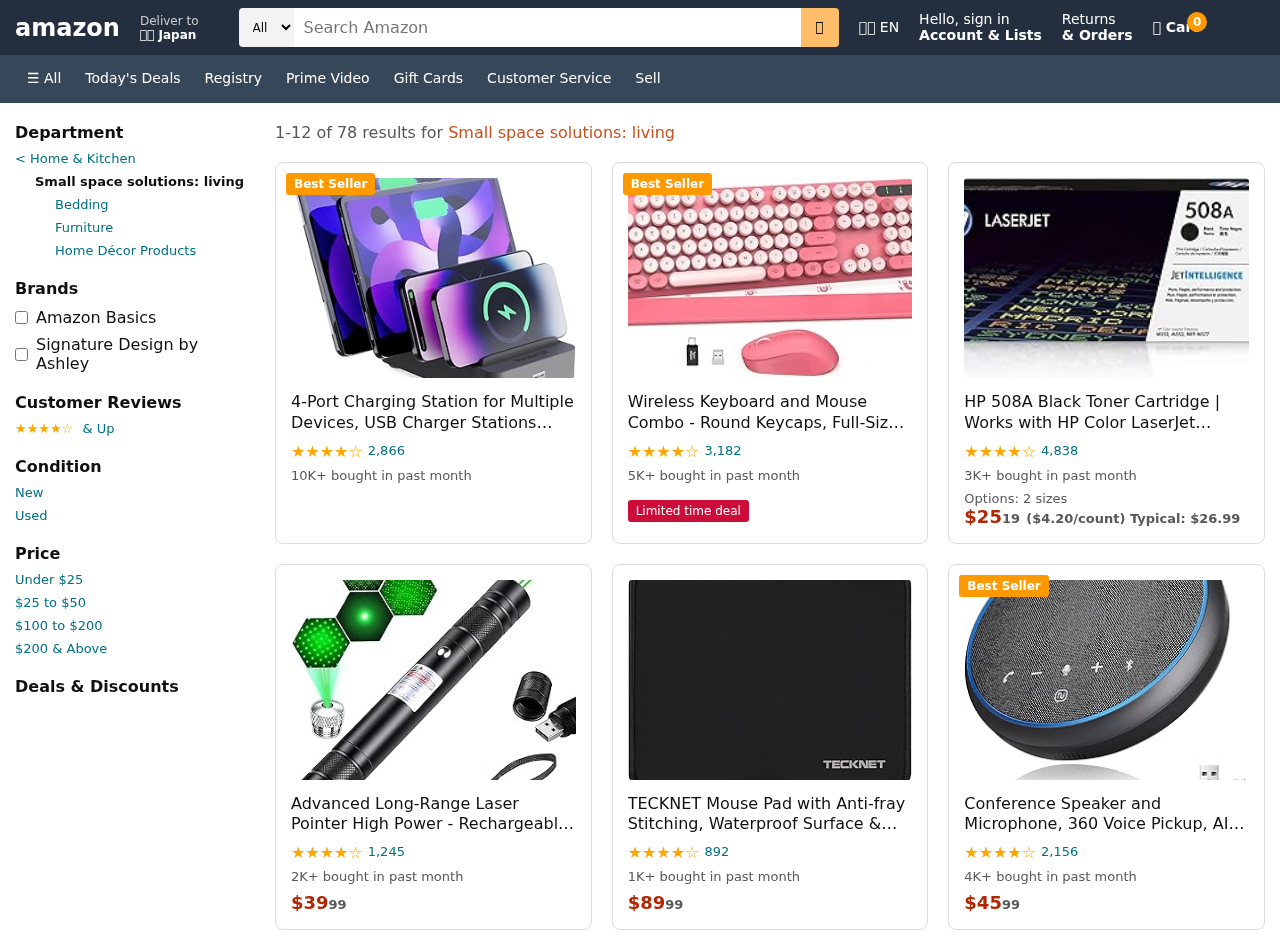 amazon
Deliver to
Japan
All
Search Amazon
EN
Hello, sign in
Account & Lists
Returns
& Orders
0
☰ All
Today's Deals
Registry
Prime Video
Gift Cards
Customer Service
Sell
Department
< Home & Kitchen
Small space solutions: living
Bedding
Furniture
Home Décor Products
Brands
Amazon Basics
Signature Design by
Ashley
Customer Reviews
★★★★☆ & Up
Condition
New
Used
Price
Under $25
$25 to $50
$100 to $200
$200 & Above
Deals & Discounts
1-12 of 78 results for Small space solutions: living
Best Seller
4-Port Charging Station for Multiple
Devices, USB Charger Stations…
★★★★☆ 2,866
10K+ bought in past month
Best Seller
Wireless Keyboard and Mouse
Combo - Round Keycaps, Full-Siz…
★★★★☆ 3,182
5K+ bought in past month
Limited time deal
LASERJET
508A
JETINTELLIGENCE
HP 508A Black Toner Cartridge |
Works with HP Color LaserJet…
★★★★☆ 4,838
3K+ bought in past month
Options: 2 sizes
$25 19 ($4.20/count) Typical: $26.99
Advanced Long-Range Laser
Pointer High Power - Rechargeabl…
★★★★☆ 1,245
2K+ bought in past month
$39 99
TECKNET
TECKNET Mouse Pad with Anti-fray
Stitching, Waterproof Surface &…
★★★★☆ 892
1K+ bought in past month
$89 99
Best Seller
Conference Speaker and
Microphone, 360 Voice Pickup, AI…
★★★★☆ 2,156
4K+ bought in past month
$45 99